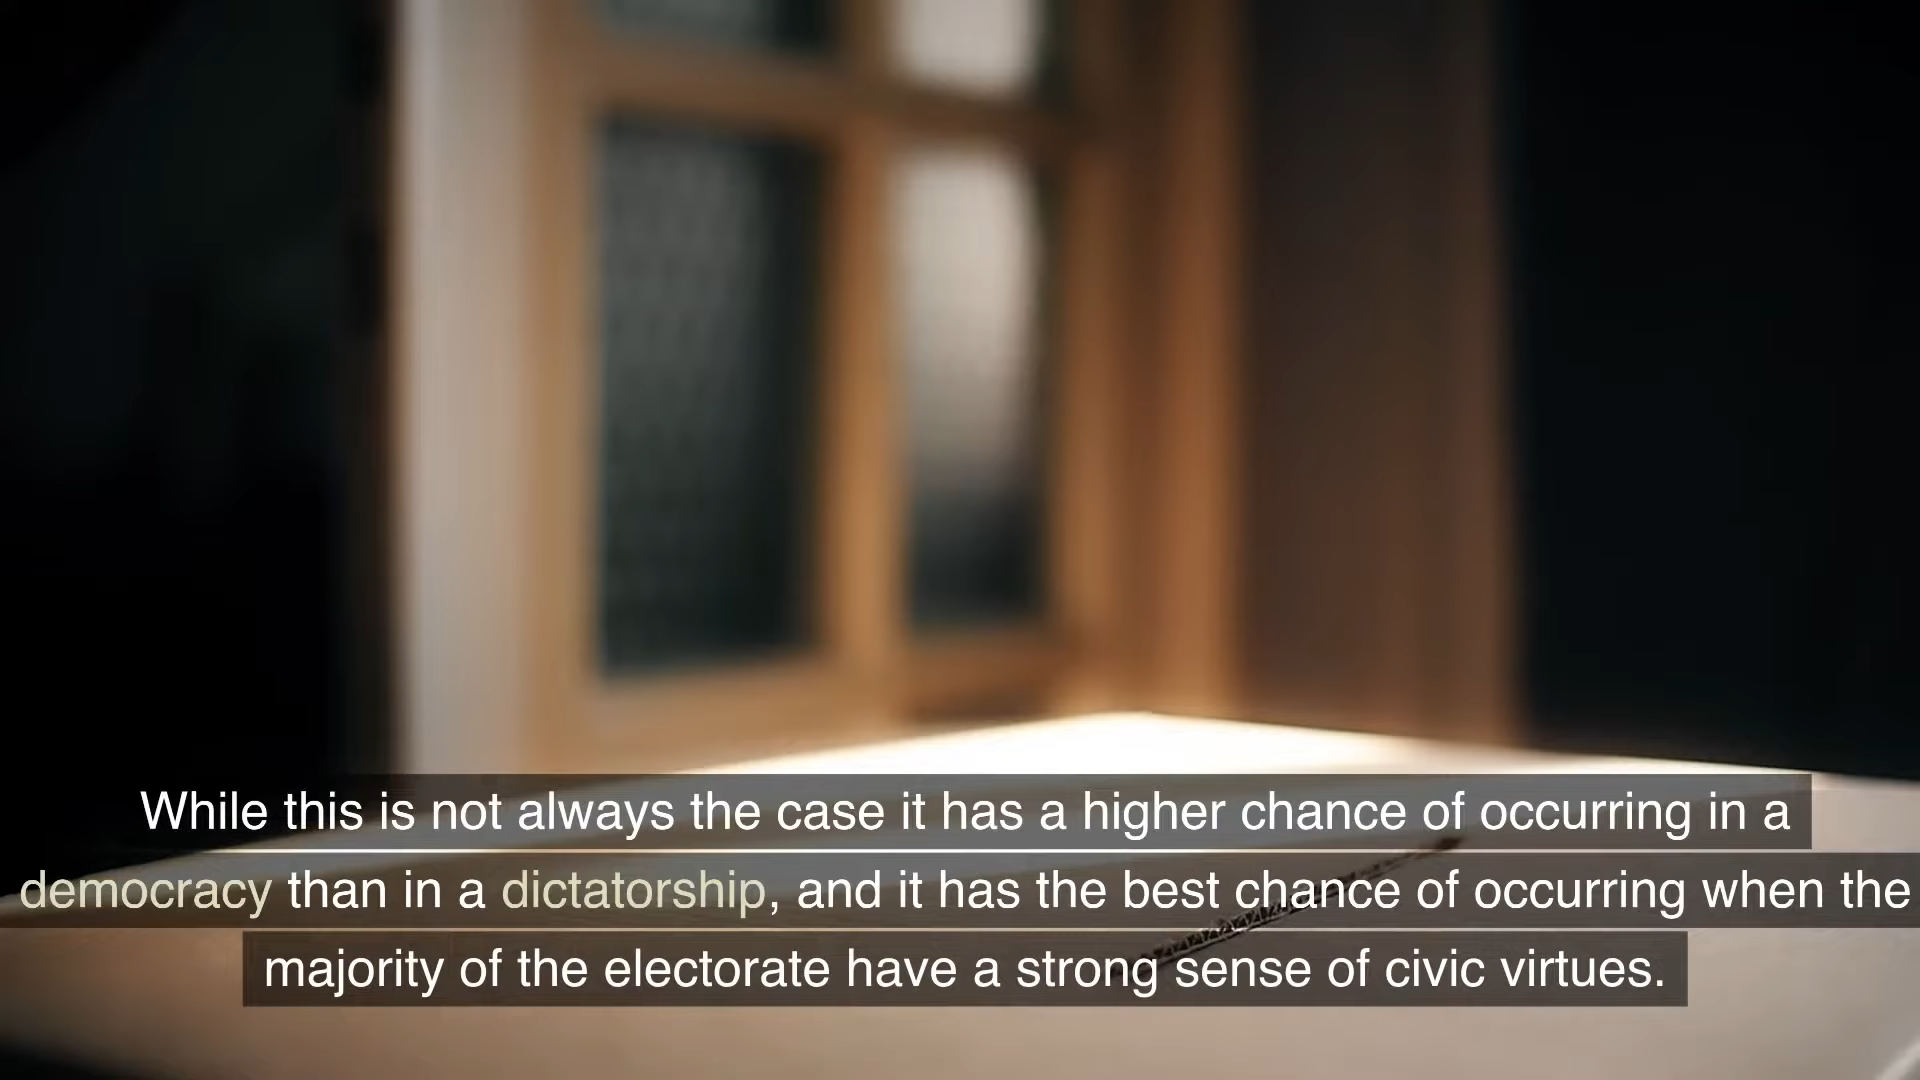 While this is not always the case it has a higher chance of occurring in a
democracy than in a dictatorship, and it has the best chance of occurring when the
majority of the electorate have a strong sense of civic virtues.